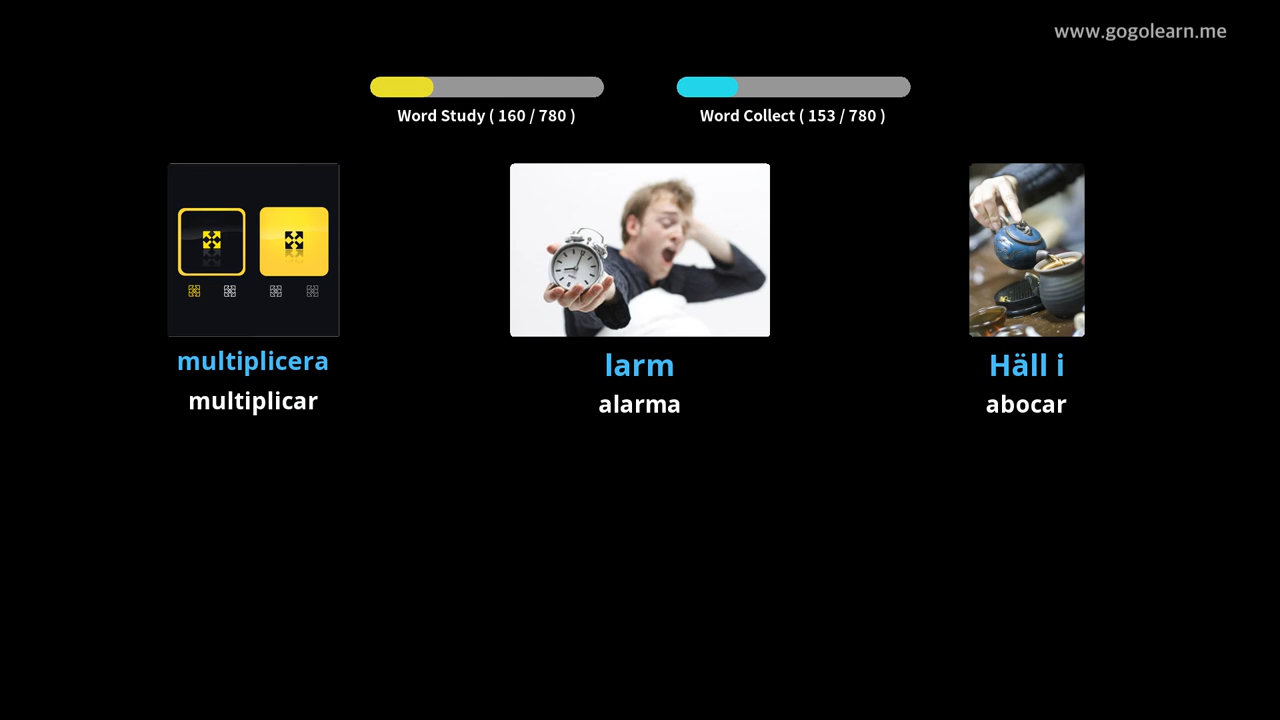 www.gogolearn.me
Word Study ( 160 / 780 )
Word Collect ( 153 / 780 )
multiplicera
multiplicar
larm
alarma
Häll i
abocar